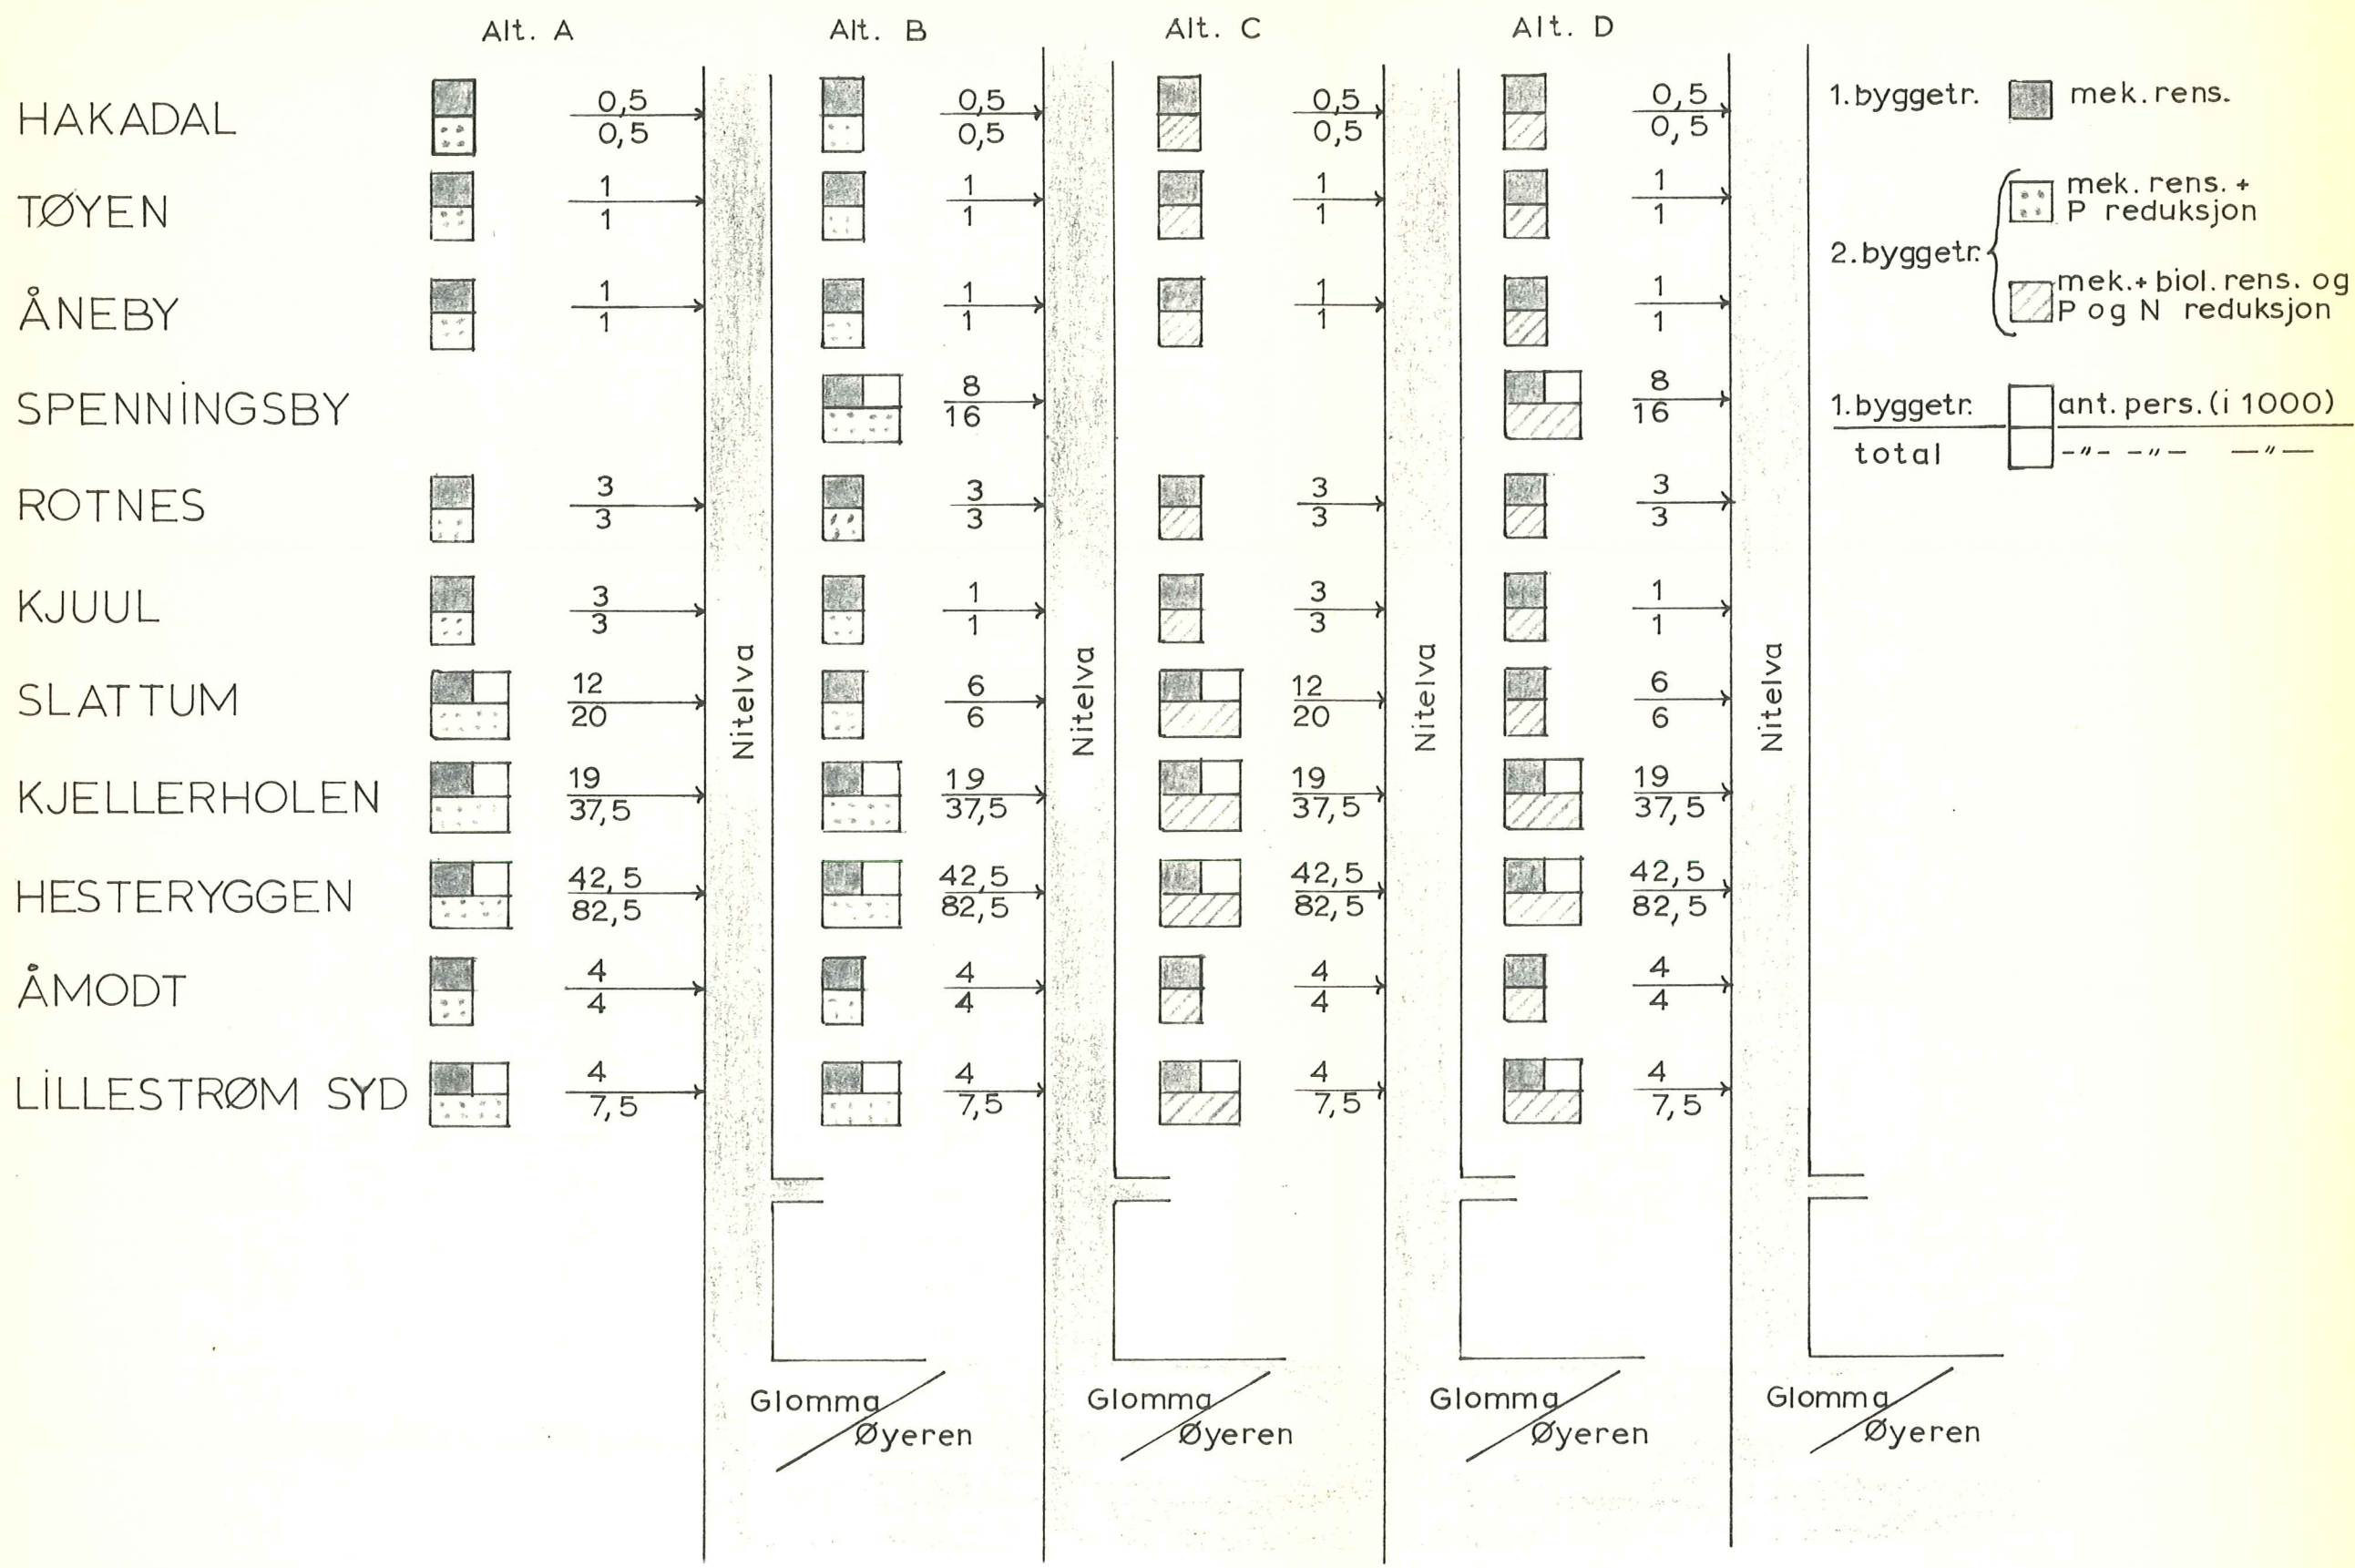 Alt. A Alt. B Alt. C Alt. D
HAKADAL 0,5 0,5 0,5 0,5
0,5 0,5 0,5 0,5
TØYEN 1 1 1 1
1 1 1 1
ÅNEBY 1 1 1 1
1 1 1 1
SPENNINGSBY 8 8
16 16
ROTNES 3 3 3 3
3 3 3 3
KJUUL 3 1 3 1
3 1 3 1
SLATTUM 12 6 12 6
20 6 20 6
KJELLERHOLEN 19 19 19 19
37,5 37,5 37,5 37,5
HESTERYGGEN 42,5 42,5 42,5 42,5
82,5 82,5 82,5 82,5
ÅMODT 4 4 4 4
4 4 4 4
LILLESTRØM SYD 4 4 4 4
7,5 7,5 7,5 7,5
Nitelva Nitelva Nitelva Nitelva
Glomma Glomma Glomma Glomma
Øyeren Øyeren Øyeren Øyeren
1.byggetr. mek. rens.
2.byggetr.
mek. rens. +
P reduksjon
mek.+ biol. rens. og
P og N reduksjon
1.byggetr. ant. pers. (i 1000)
total -"- -"- -"-